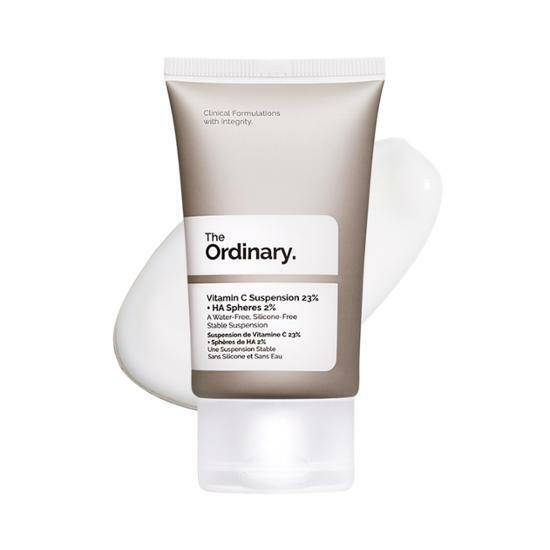 Clinical Formulations
with Integrity.
The
Ordinary.
Vitamin C Suspension 23%
+ HA Spheres 2%
A Water-Free, Silicone-Free
Stable Suspension
Suspension de Vitamine C 23%
+ Sphères de HA 2%
Une Suspension Stable
Sans Silicone et Sans Eau